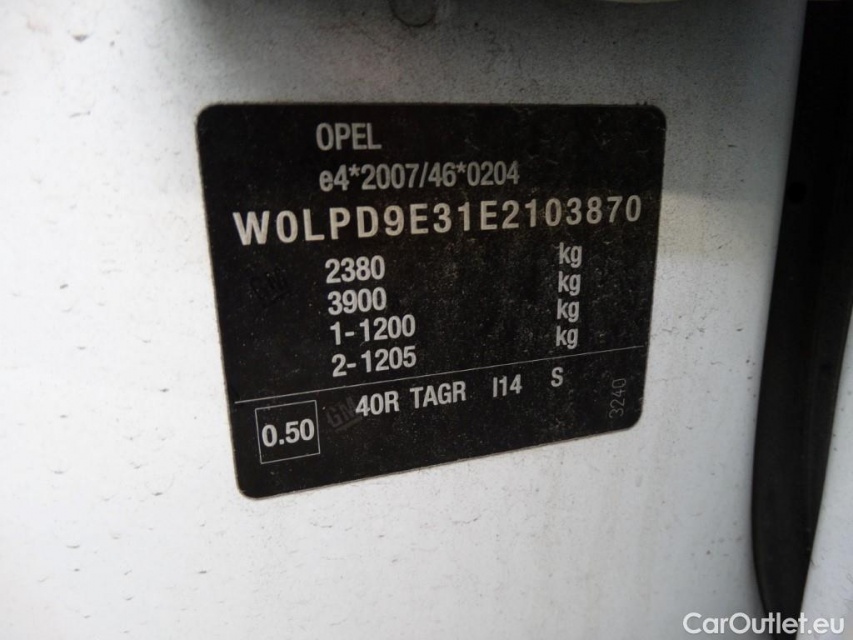 OPEL
e4*2007/46*0204
W0LPD9E31E2103870
2380 kg
3900 kg
1-1200 kg
2-1205 kg
0.50 40R TAGR I14 S
3240
GM
CarOutlet.eu